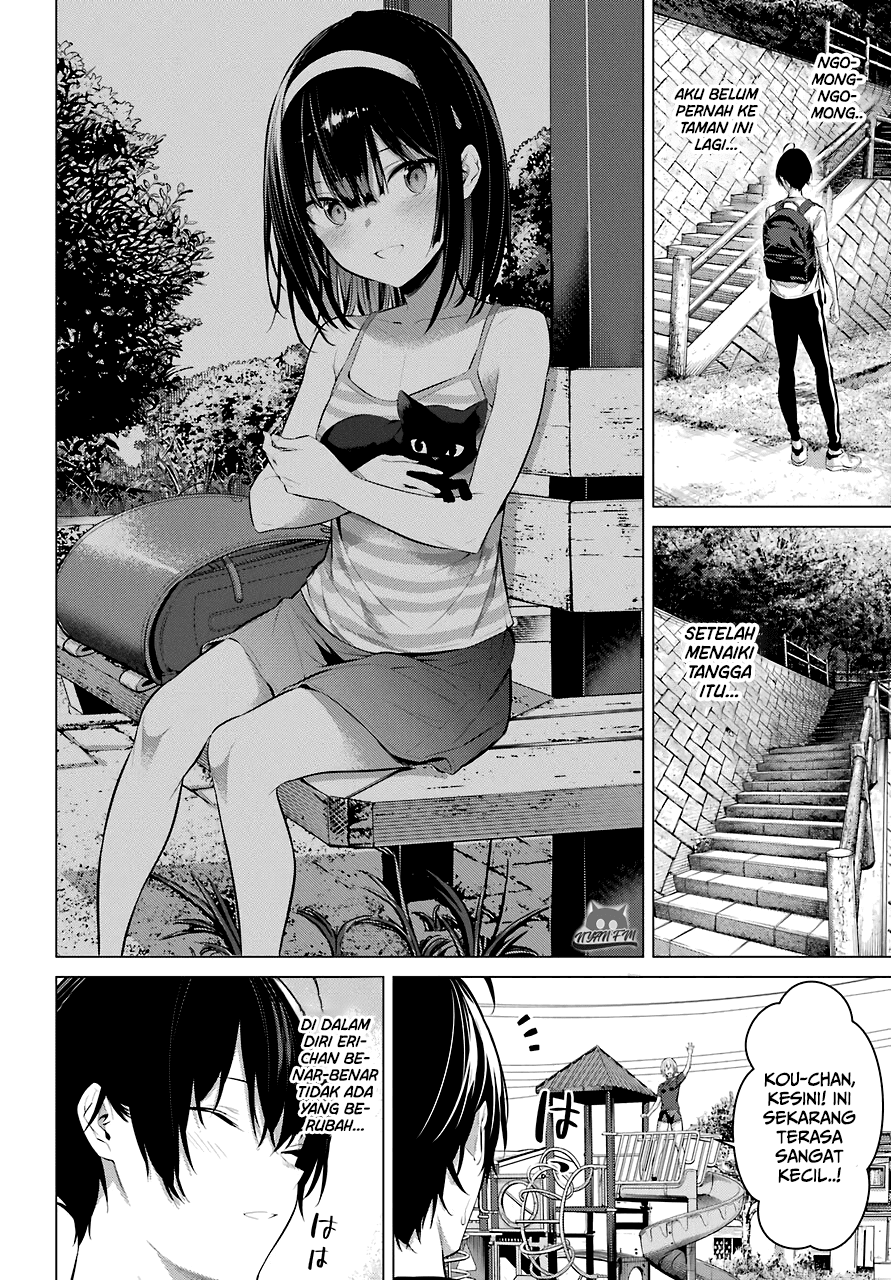 NGO-
MONG-
NGO-
MONG..
AKU BELUM
PERNAH KE
TAMAN INI
LAGI...
SETELAH
MENAIKI
TANGGA
ITU...
NYAN FM
KOU-CHAN,
KESINI! INI
SEKARANG
TERASA
SANGAT
KECIL..!
は
DI DALAM
DIRI ERI-
CHAN BE-
NAR-BENAR
TIDAK ADA
YANG BE-
RUBAH...
はは